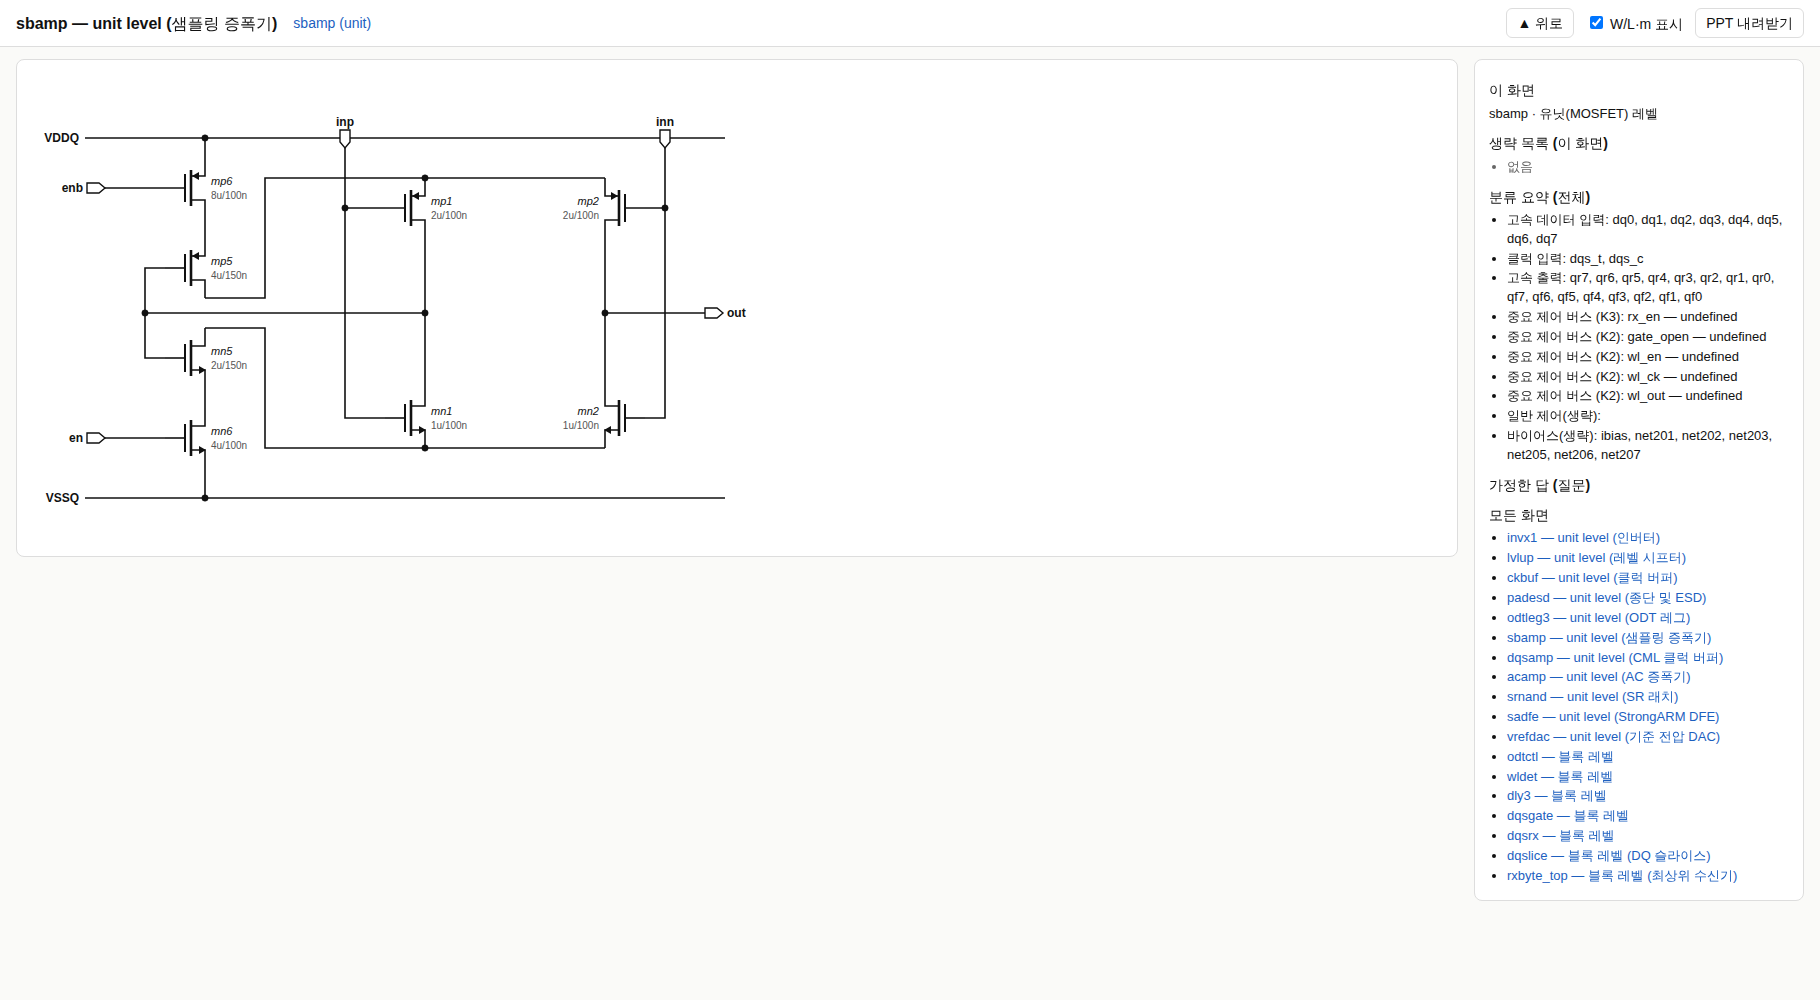 sbamp — unit level (샘플링 증폭기) sbamp (unit) ▲ 위로 W/L·m 표시 PPT 내려받기
inp inn
VDDQ
enb
mp6
8u/100n
mp1
2u/100n
mp2
2u/100n
mp5
4u/150n
out
mn5
2u/150n
mn1
1u/100n
mn2
1u/100n
en
mn6
4u/100n
VSSQ
이 화면
sbamp · 유닛(MOSFET) 레벨
생략 목록 (이 화면)
없음
분류 요약 (전체)
고속 데이터 입력: dq0, dq1, dq2, dq3, dq4, dq5,
dq6, dq7
클럭 입력: dqs_t, dqs_c
고속 출력: qr7, qr6, qr5, qr4, qr3, qr2, qr1, qr0,
qf7, qf6, qf5, qf4, qf3, qf2, qf1, qf0
중요 제어 버스 (K3): rx_en — undefined
중요 제어 버스 (K2): gate_open — undefined
중요 제어 버스 (K2): wl_en — undefined
중요 제어 버스 (K2): wl_ck — undefined
중요 제어 버스 (K2): wl_out — undefined
일반 제어(생략):
바이어스(생략): ibias, net201, net202, net203,
net205, net206, net207
가정한 답 (질문)
모든 화면
invx1 — unit level (인버터)
lvlup — unit level (레벨 시프터)
ckbuf — unit level (클럭 버퍼)
padesd — unit level (종단 및 ESD)
odtleg3 — unit level (ODT 레그)
sbamp — unit level (샘플링 증폭기)
dqsamp — unit level (CML 클럭 버퍼)
acamp — unit level (AC 증폭기)
srnand — unit level (SR 래치)
sadfe — unit level (StrongARM DFE)
vrefdac — unit level (기준 전압 DAC)
odtctl — 블록 레벨
wldet — 블록 레벨
dly3 — 블록 레벨
dqsgate — 블록 레벨
dqsrx — 블록 레벨
dqslice — 블록 레벨 (DQ 슬라이스)
rxbyte_top — 블록 레벨 (최상위 수신기)